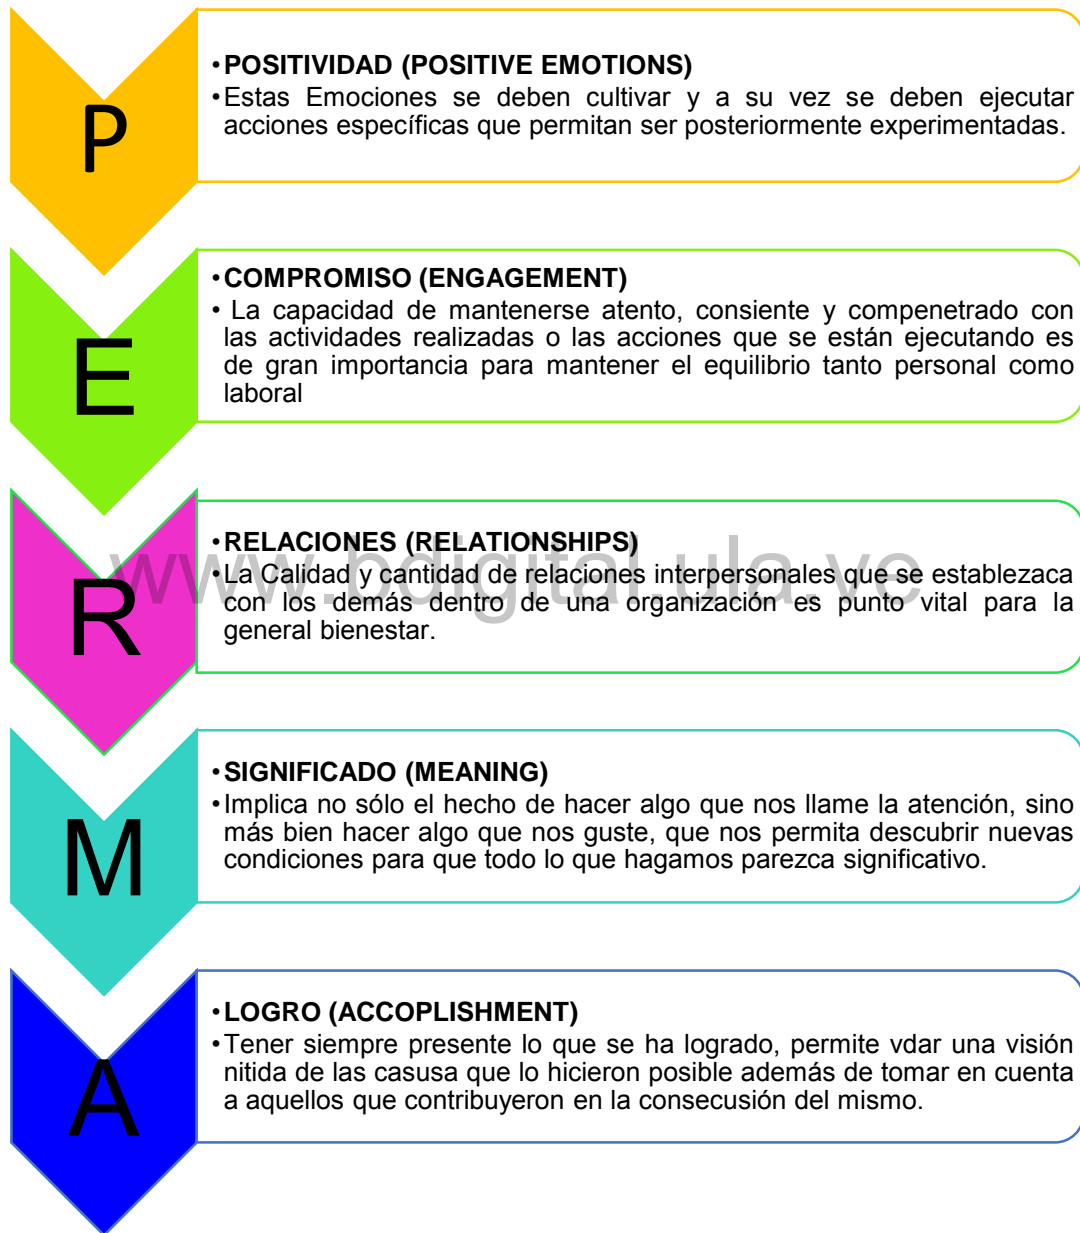 P
• POSITIVIDAD (POSITIVE EMOTIONS)
• Estas Emociones se deben cultivar y a su vez se deben ejecutar
acciones específicas que permitan ser posteriormente experimentadas.
E
• COMPROMISO (ENGAGEMENT)
• La capacidad de mantenerse atento, consiente y compenetrado con
las actividades realizadas o las acciones que se están ejecutando es
de gran importancia para mantener el equilibrio tanto personal como
laboral
R
• RELACIONES (RELATIONSHIPS)
www.bdigital.ula.ve
• La Calidad y cantidad de relaciones interpersonales que se establezaca
con los demás dentro de una organización es punto vital para la
general bienestar.
M
• SIGNIFICADO (MEANING)
• Implica no sólo el hecho de hacer algo que nos llame la atención, sino
más bien hacer algo que nos guste, que nos permita descubrir nuevas
condiciones para que todo lo que hagamos parezca significativo.
A
• LOGRO (ACCOPLISHMENT)
• Tener siempre presente lo que se ha logrado, permite vdar una visión
nitida de las casusa que lo hicieron posible además de tomar en cuenta
a aquellos que contribuyeron en la consecusión del mismo.